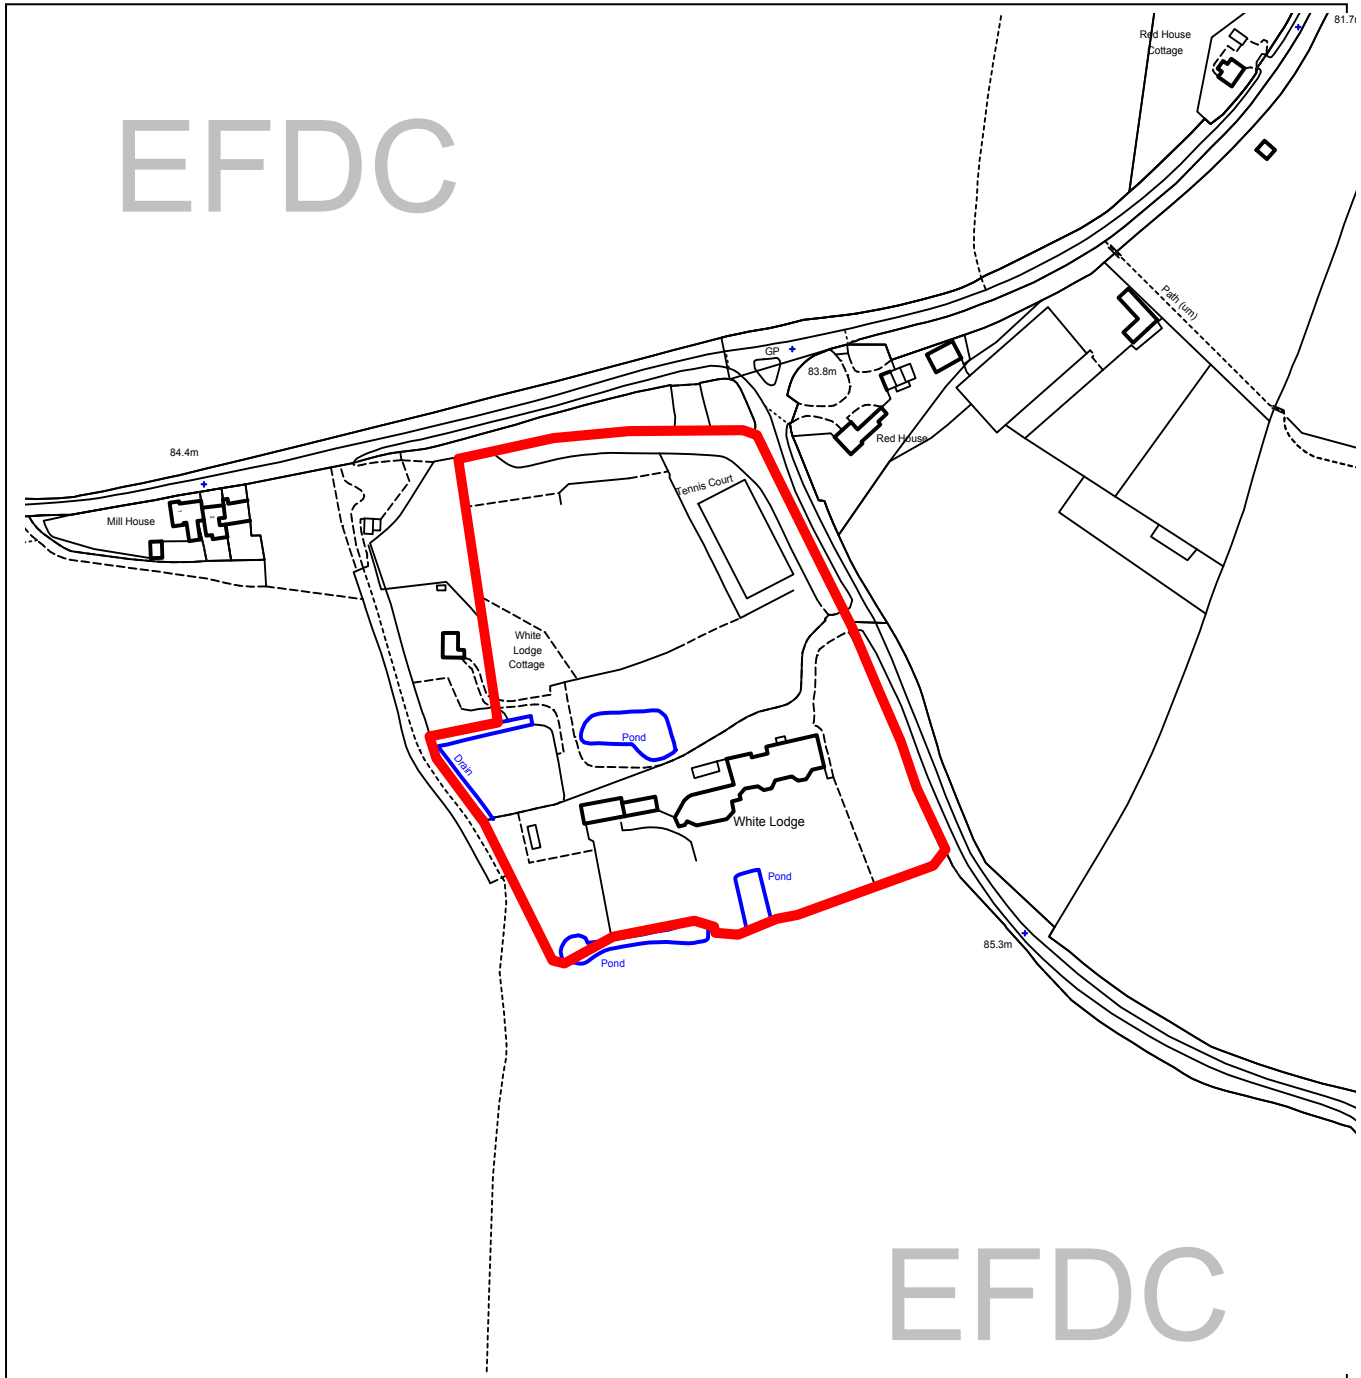 81.7m
Red House
Cottage
EFDC
Path (um)
GP
83.8m
Red House
84.4m
Tennis Court
Mill House
White
Lodge
Cottage
Pond
Drain
White Lodge
Pond
85.3m
Pond
EFDC